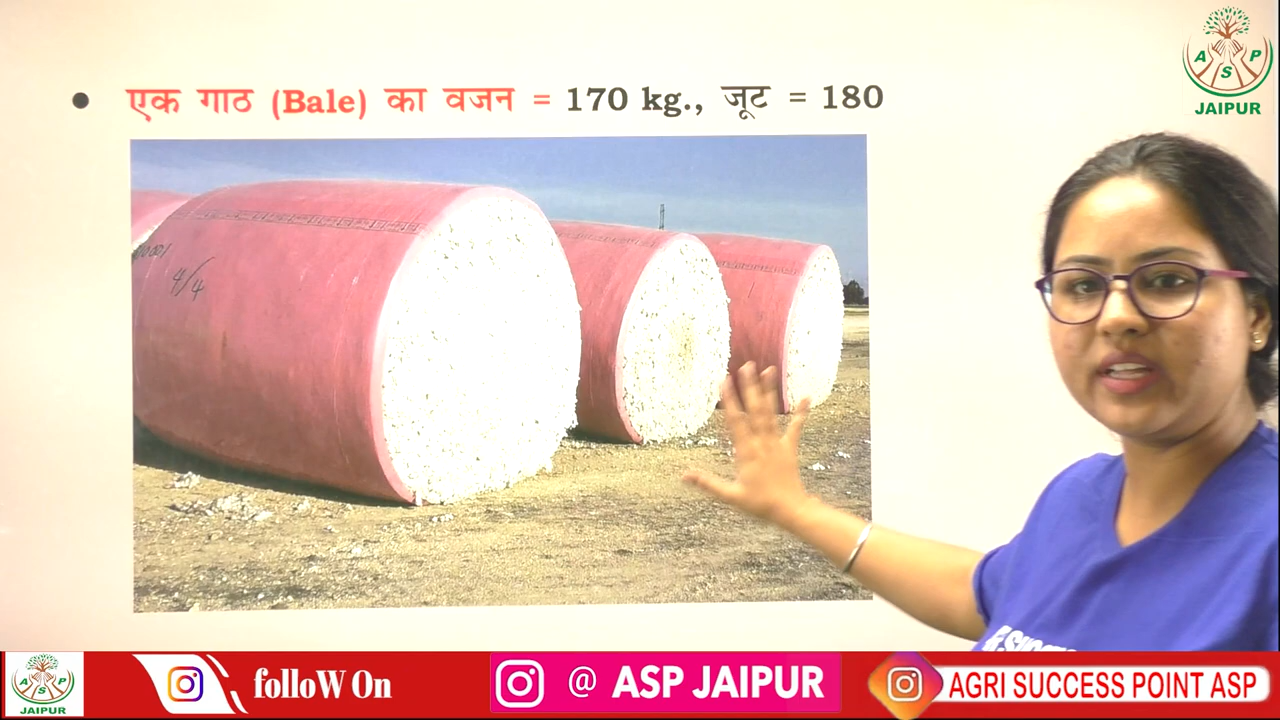 • एक गाठ (Bale) का वजन = 170 kg., जूट = 180
A S P
JAIPUR
4/4
A S P
JAIPUR
folloW On
@ ASP JAIPUR
AGRI SUCCESS POINT ASP